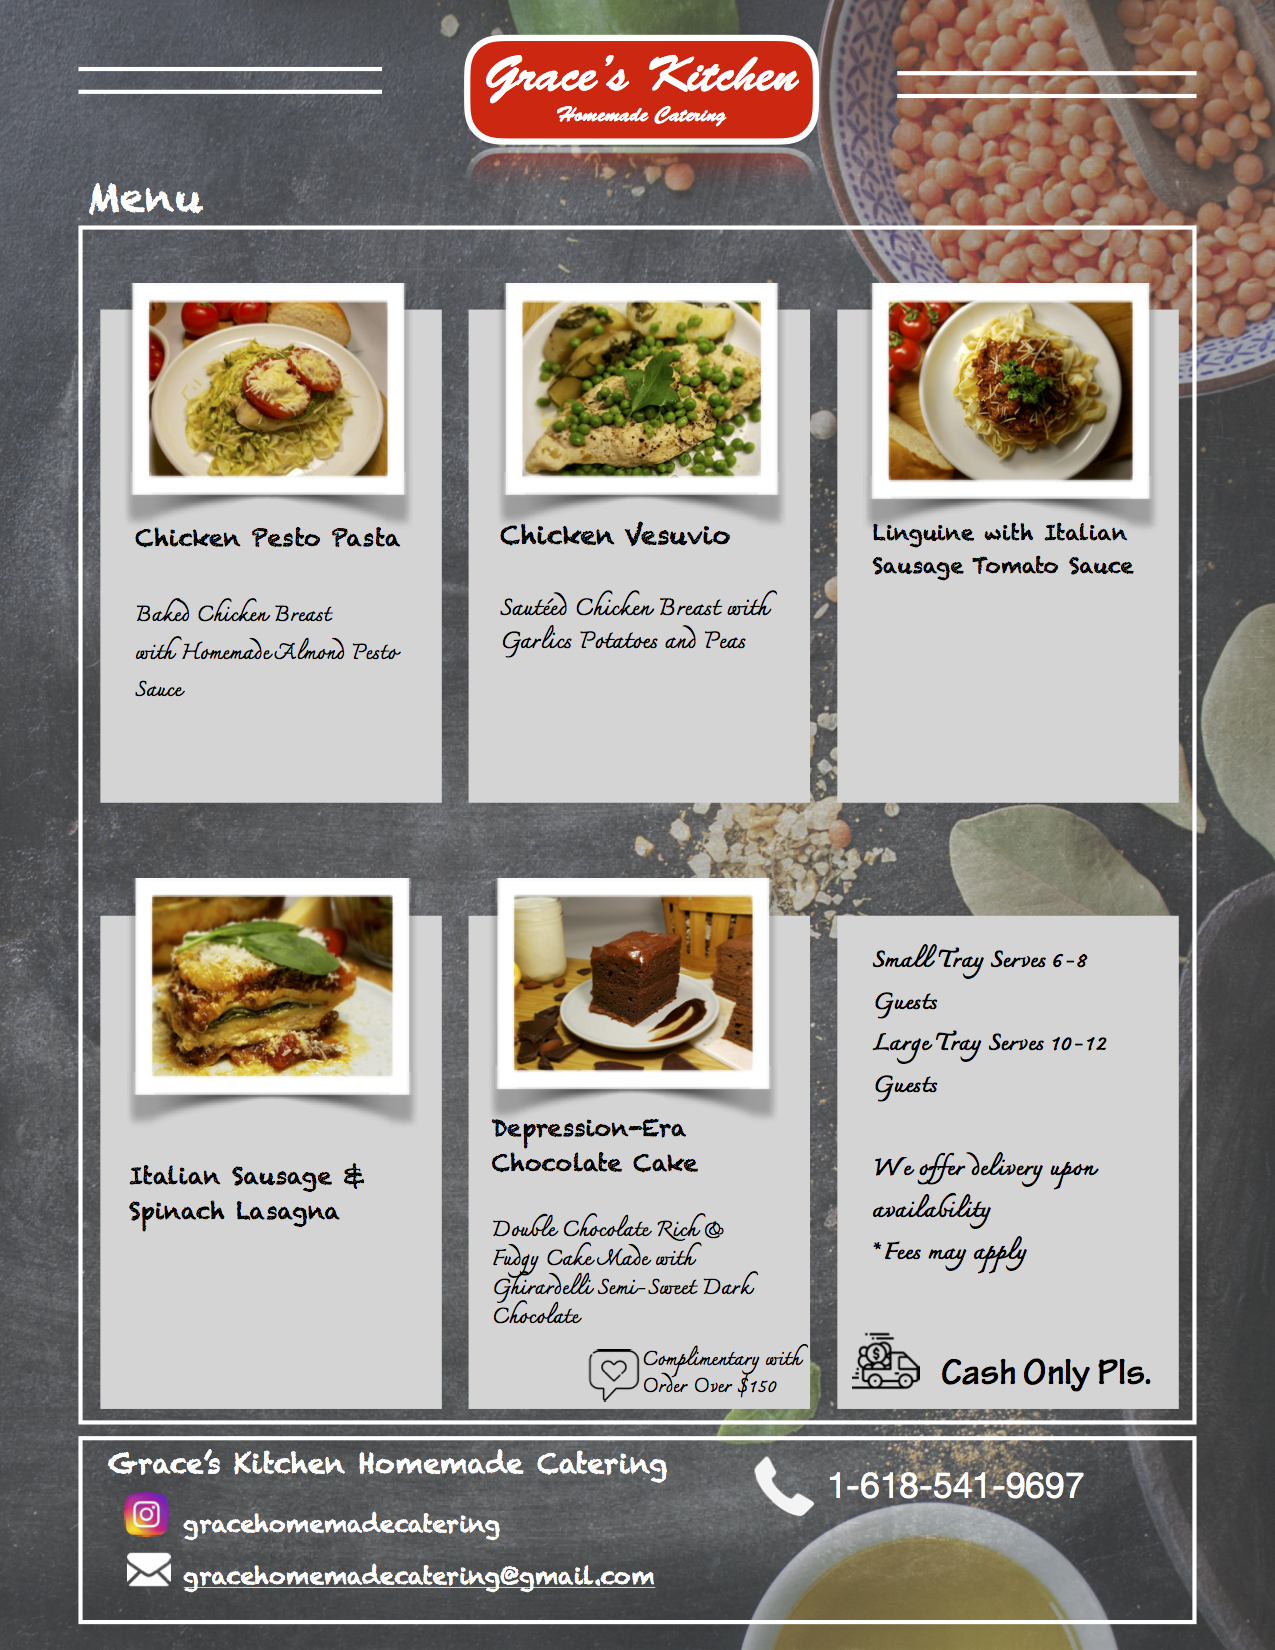 Grace's Kitchen
Homemade Catering
Menu
Chicken Pesto Pasta
Baked Chicken Breast
with Homemade Almond Pesto
Sauce
Chicken Vesuvio
Sautéed Chicken Breast with
Garlics Potatoes and Peas
Linguine with Italian
Sausage Tomato Sauce
Italian Sausage &
Spinach Lasagna
Depression-Era
Chocolate Cake
Double Chocolate Rich &
Fudgy Cake Made with
Ghirardelli Semi-Sweet Dark
Chocolate
Complimentary with
Order Over $150
Small Tray Serves 6-8
Guests
Large Tray Serves 10-12
Guests
We offer delivery upon
availability
*Fees may apply
Cash Only Pls.
Grace's Kitchen Homemade Catering
gracehomemadecatering
gracehomemadecatering@gmail.com
1-618-541-9697